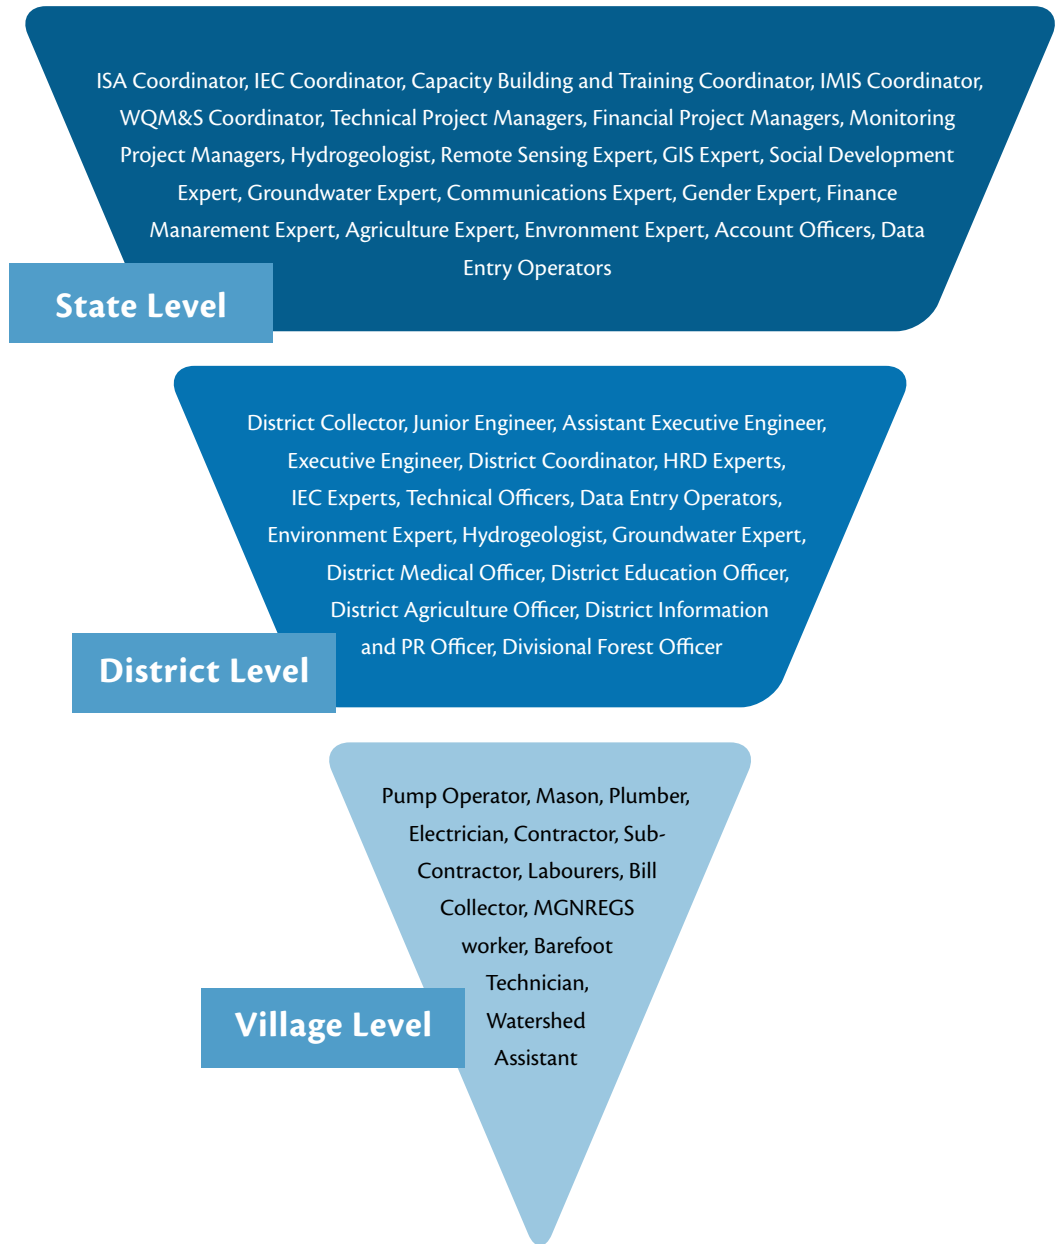 ISA Coordinator, IEC Coordinator, Capacity Building and Training Coordinator, IMIS Coordinator,
WQM&S Coordinator, Technical Project Managers, Financial Project Managers, Monitoring
Project Managers, Hydrogeologist, Remote Sensing Expert, GIS Expert, Social Development
Expert, Groundwater Expert, Communications Expert, Gender Expert, Finance
Manarement Expert, Agriculture Expert, Envronment Expert, Account Officers, Data
Entry Operators
State Level
District Collector, Junior Engineer, Assistant Executive Engineer,
Executive Engineer, District Coordinator, HRD Experts,
IEC Experts, Technical Officers, Data Entry Operators,
Environment Expert, Hydrogeologist, Groundwater Expert,
District Medical Officer, District Education Officer,
District Agriculture Officer, District Information
and PR Officer, Divisional Forest Officer
District Level
Pump Operator, Mason, Plumber,
Electrician, Contractor, Sub-
Contractor, Labourers, Bill
Collector, MGNREGS
worker, Barefoot
Technician,
Watershed
Assistant
Village Level